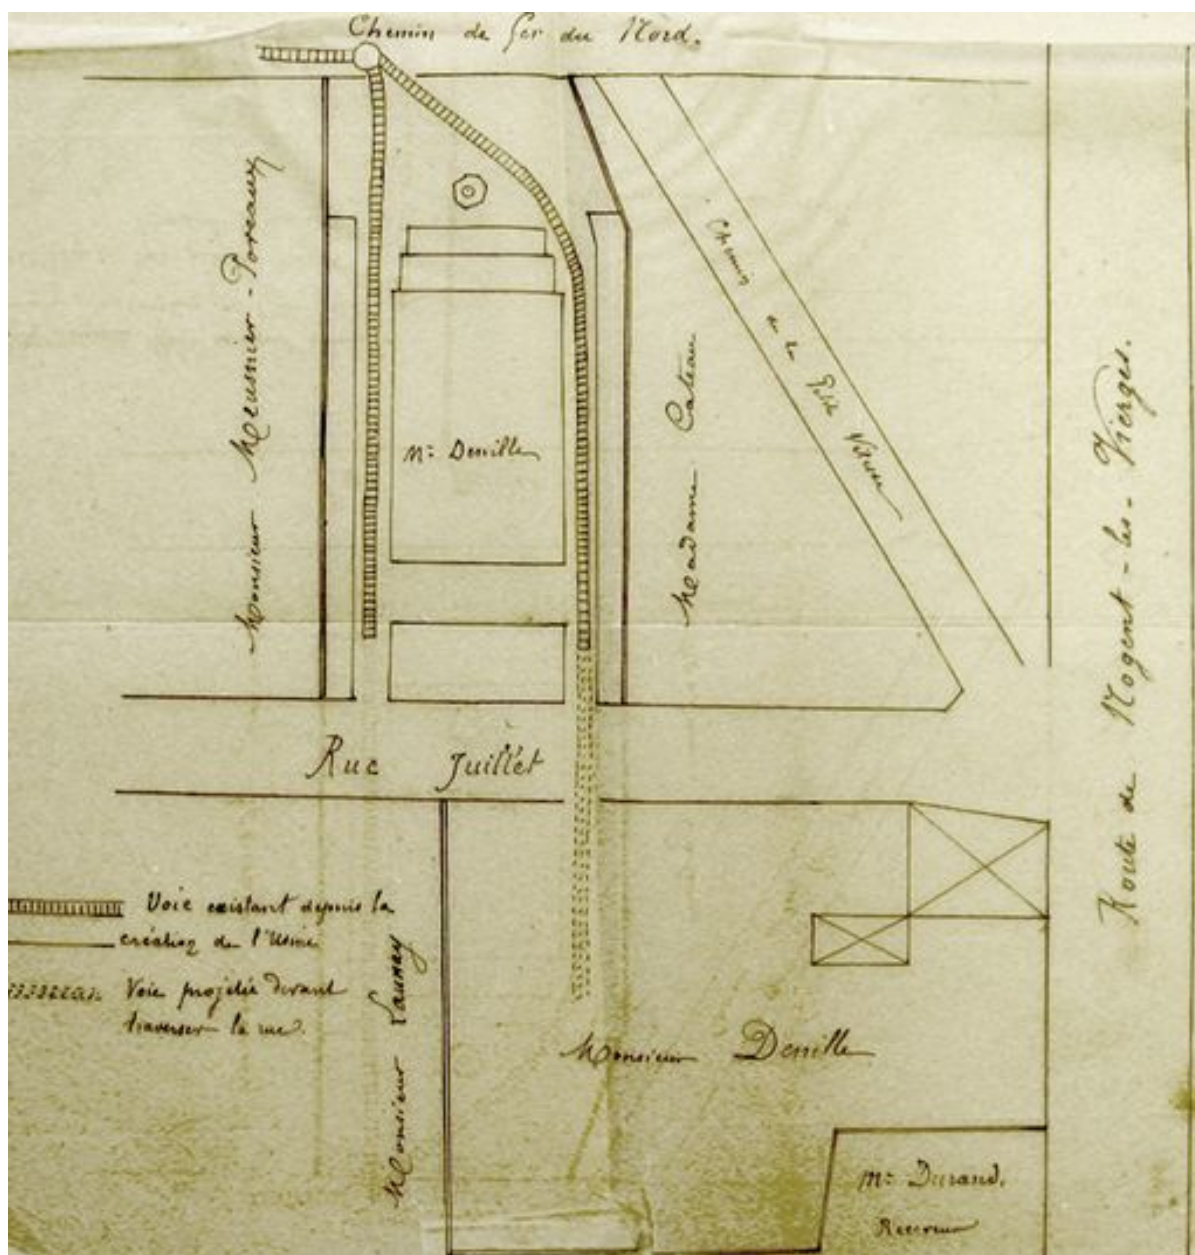 Chemin de fer du Nord.
Monsieur Meusnier-Poreaux
Mr Denille
Madame Cateau
Chemin de la Petite Vitesse
Route de Nogent-les-Vierges.
Rue Juillet
Voie existant depuis la
création de l'Usine
Voie projetée devant
traverser la rue.
Monsieur Launay
Monsieur Denille
Mr Durand.